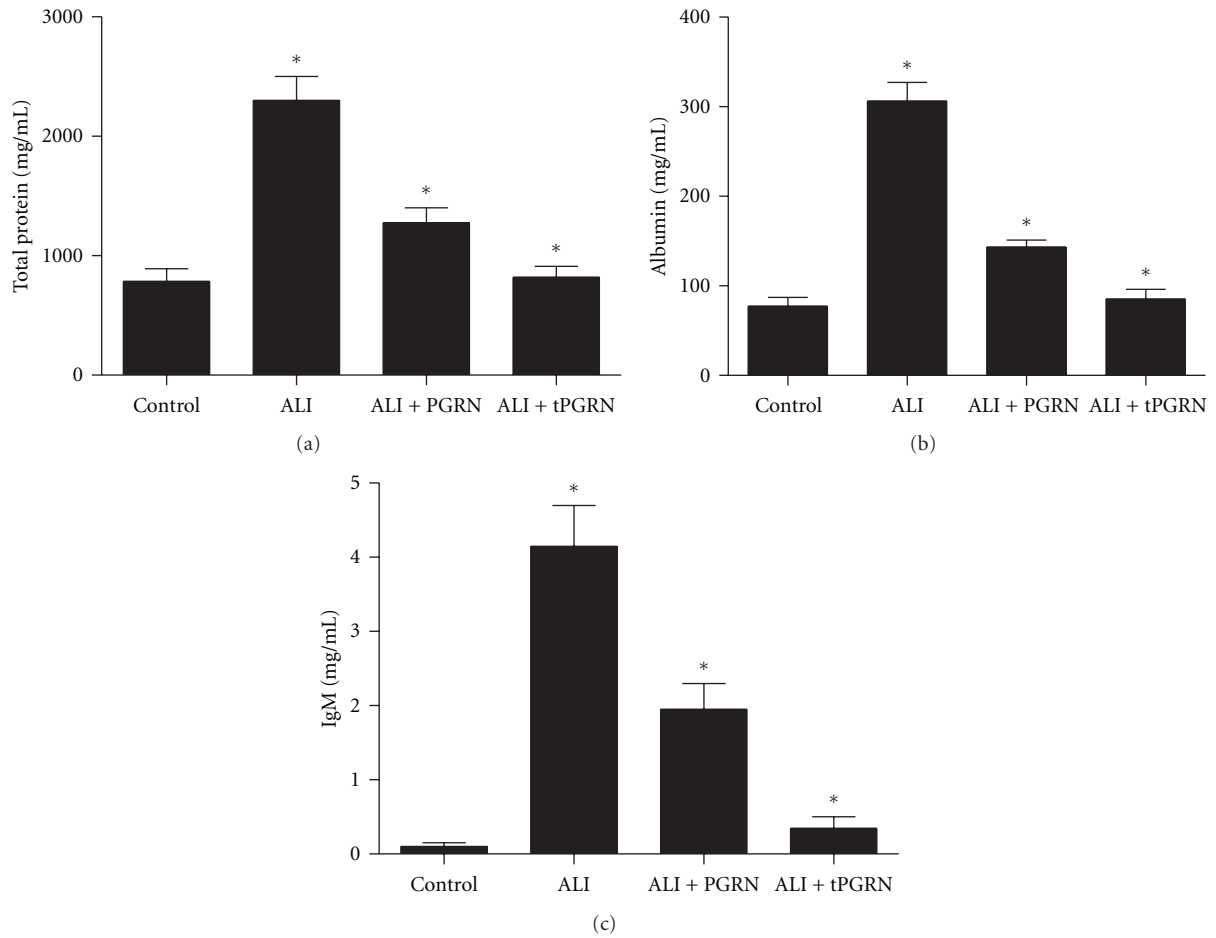 3000
2000
1000
0
Total protein (mg/mL)
*
*
*
Control
ALI
ALI + PGRN
ALI + tPGRN
(a)
400
300
200
100
0
Albumin (mg/mL)
*
*
*
Control
ALI
ALI + PGRN
ALI + tPGRN
(b)
5
4
3
2
1
0
IgM (mg/mL)
*
*
*
Control
ALI
ALI + PGRN
ALI + tPGRN
(c)